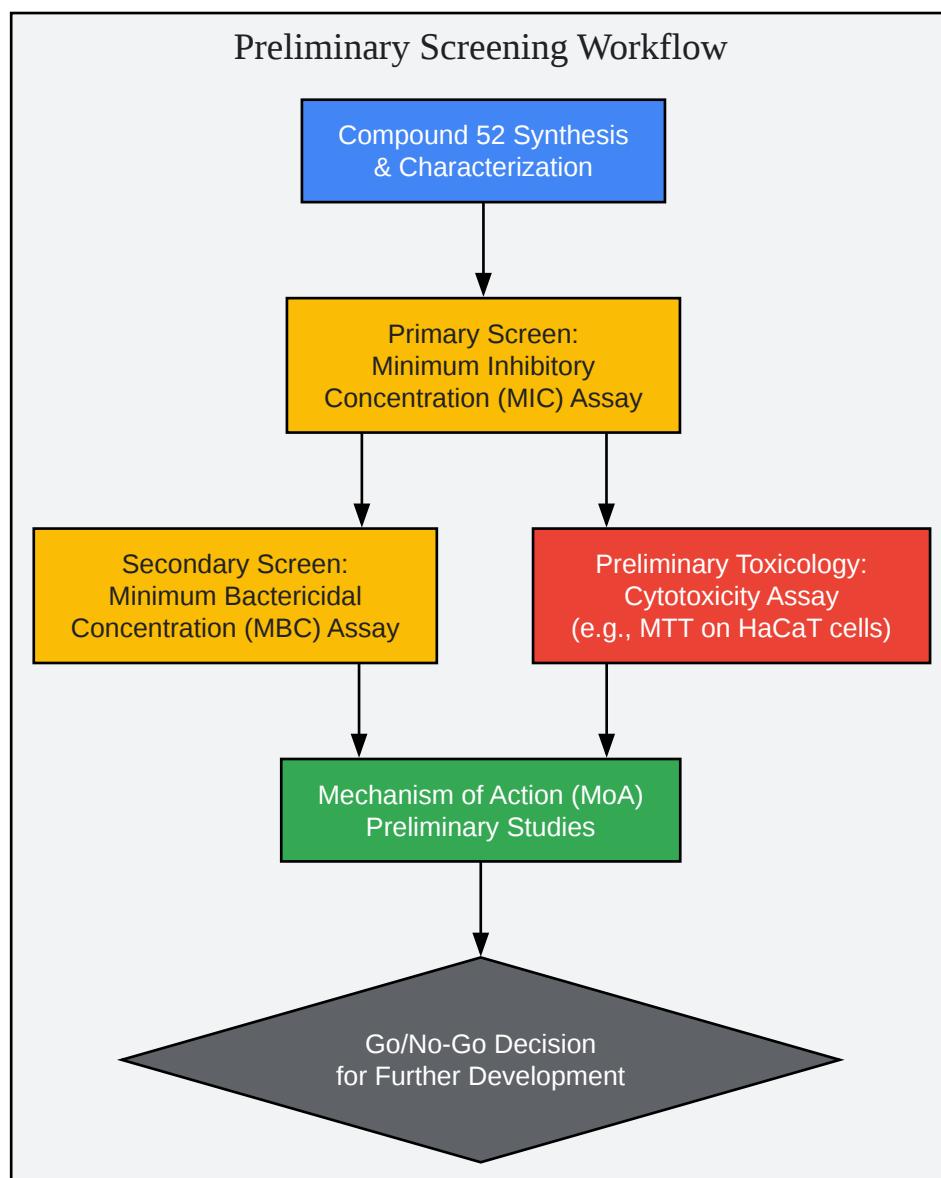 Preliminary Screening Workflow
Compound 52 Synthesis
& Characterization
Primary Screen:
Minimum Inhibitory
Concentration (MIC) Assay
Secondary Screen:
Minimum Bactericidal
Concentration (MBC) Assay
Preliminary Toxicology:
Cytotoxicity Assay
(e.g., MTT on HaCaT cells)
Mechanism of Action (MoA)
Preliminary Studies
Go/No-Go Decision
for Further Development